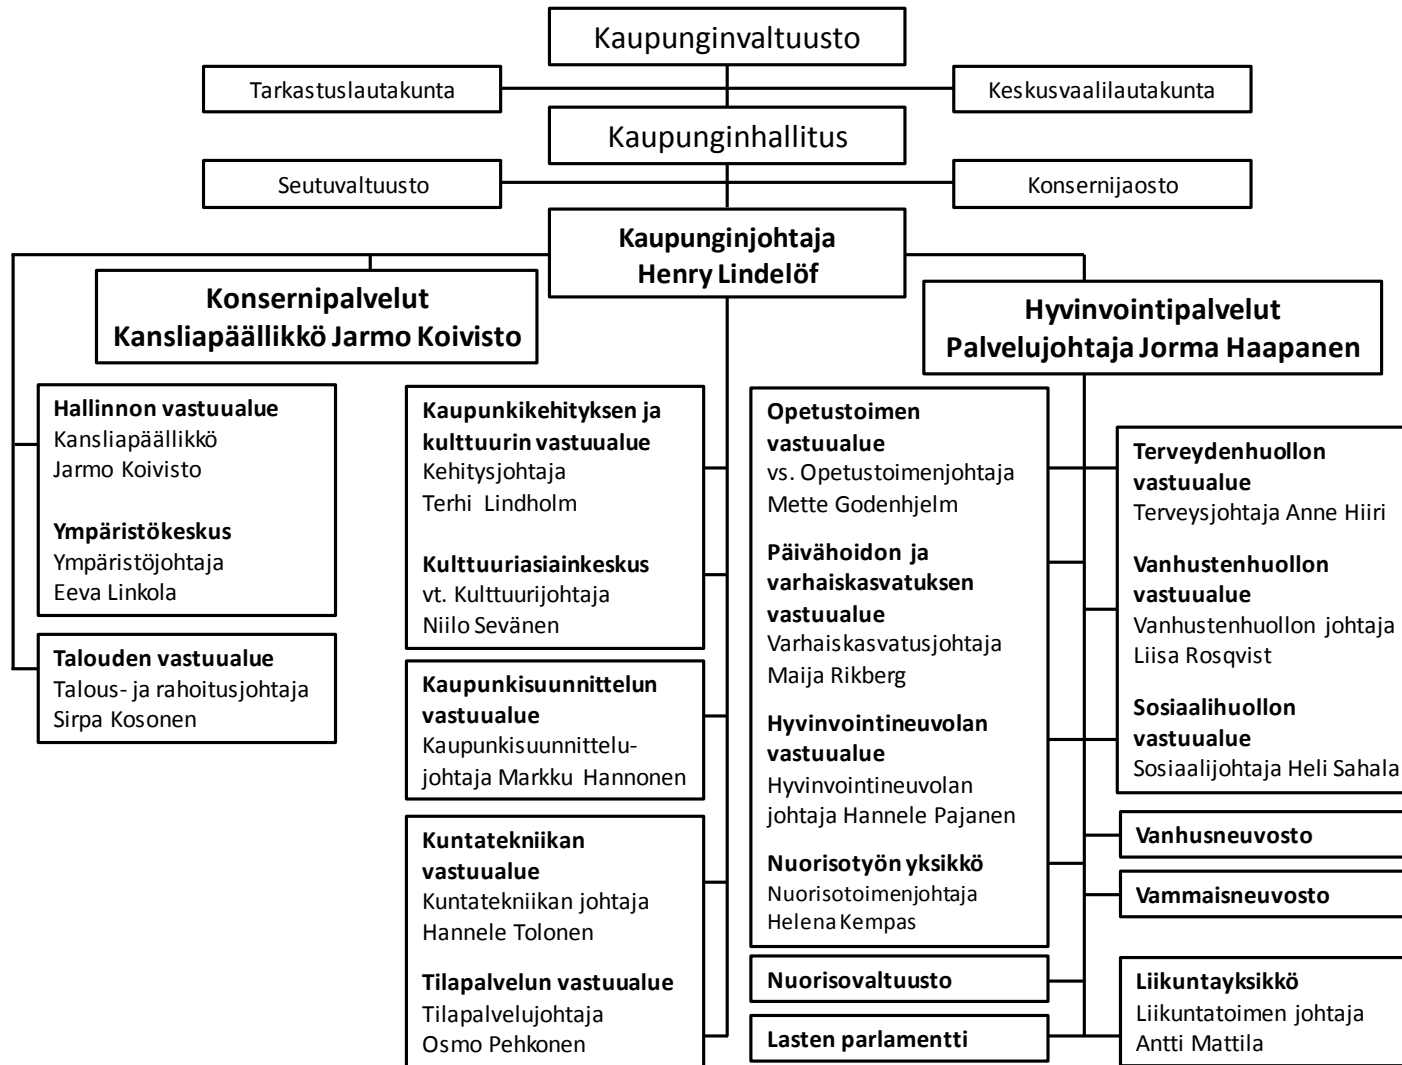 Kaupunginvaltuusto
Tarkastuslautakunta
Keskusvaalilautakunta
Kaupunginhallitus
Seutuvaltuusto
Konsernijaosto
Kaupunginjohtaja
Henry Lindelöf
Konsernipalvelut
Kansliapäällikkö Jarmo Koivisto
Hyvinvointipalvelut
Palvelujohtaja Jorma Haapanen
Hallinnon vastuualue
Kansliapäällikkö
Jarmo Koivisto
Ympäristökeskus
Ympäristöjohtaja
Eeva Linkola
Talouden vastuualue
Talous- ja rahoitusjohtaja
Sirpa Kosonen
Kaupunkikehityksen ja
kulttuurin vastuualue
Kehitysjohtaja
Terhi Lindholm
Kulttuuriasiainkeskus
vt. Kulttuurijohtaja
Niilo Sevänen
Kaupunkisuunnittelun
vastuualue
Kaupunkisuunnittelu-
johtaja Markku Hannonen
Kuntatekniikan
vastuualue
Kuntatekniikan johtaja
Hannele Tolonen
Tilapalvelun vastuualue
Tilapalvelujohtaja
Osmo Pehkonen
Opetustoimen
vastuualue
vs. Opetustoimenjohtaja
Mette Godenhjelm
Päivähoidon ja
varhaiskasvatuksen
vastuualue
Varhaiskasvatusjohtaja
Maija Rikberg
Hyvinvointineuvolan
vastuualue
Hyvinvointineuvolan
johtaja Hannele Pajanen
Nuorisotyön yksikkö
Nuorisotoimenjohtaja
Helena Kempas
Nuorisovaltuusto
Lasten parlamentti
Terveydenhuollon
vastuualue
Terveysjohtaja Anne Hiiri
Vanhustenhuollon
vastuualue
Vanhustenhuollon johtaja
Liisa Rosqvist
Sosiaalihuollon
vastuualue
Sosiaalijohtaja Heli Sahala
Vanhusneuvosto
Vammaisneuvosto
Liikuntayksikkö
Liikuntatoimen johtaja
Antti Mattila